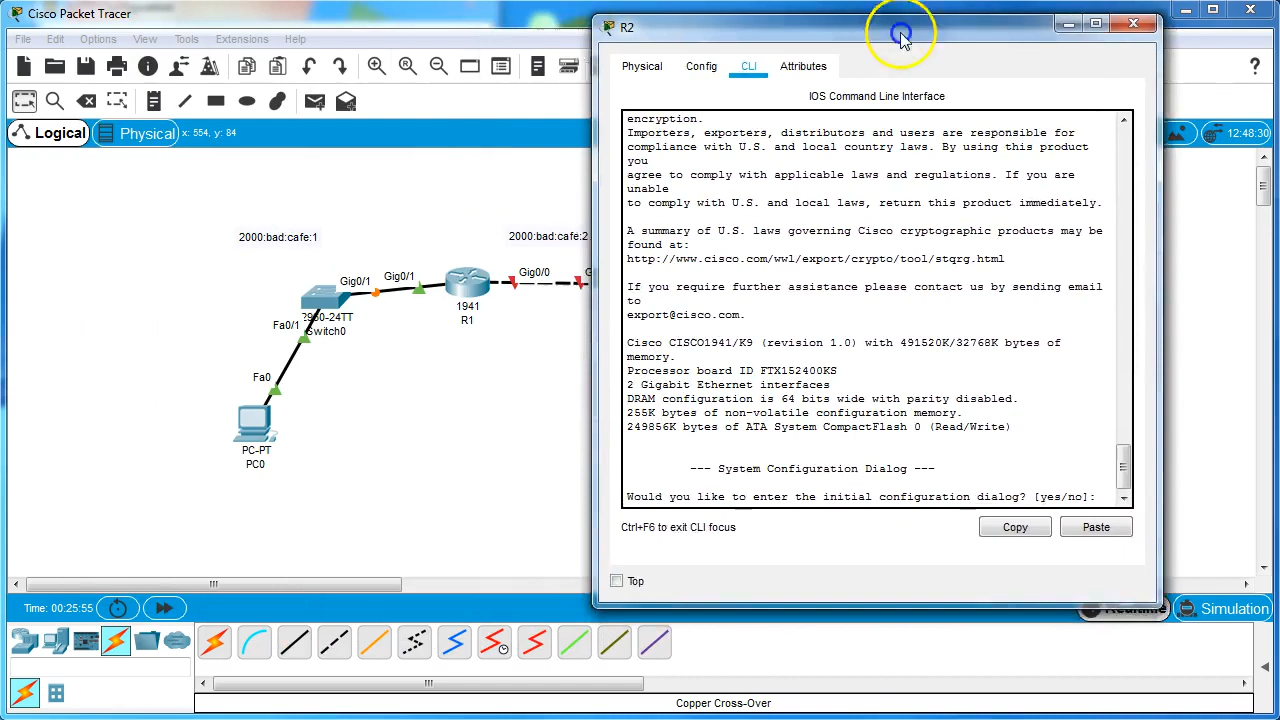 Cisco Packet Tracer
File Edit Options View Tools Extensions Help
Logical
Physical
x: 554, y: 84
12:48:30
2000:bad:cafe:1
2000:bad:cafe:2
Gig0/1
Gig0/1
Gig0/0
1941
R1
2960-24TT
Switch0
Fa0/1
Fa0
PC-PT
PC0
R2
Physical Config CLI Attributes
IOS Command Line Interface
encryption.
Importers, exporters, distributors and users are responsible for
compliance with U.S. and local country laws. By using this product
you
agree to comply with applicable laws and regulations. If you are
unable
to comply with U.S. and local laws, return this product immediately.
A summary of U.S. laws governing Cisco cryptographic products may be
found at:
http://www.cisco.com/wwl/export/crypto/tool/stqrg.html
If you require further assistance please contact us by sending email
to
export@cisco.com.
Cisco CISCO1941/K9 (revision 1.0) with 491520K/32768K bytes of
memory.
Processor board ID FTX152400KS
2 Gigabit Ethernet interfaces
DRAM configuration is 64 bits wide with parity disabled.
255K bytes of non-volatile configuration memory.
249856K bytes of ATA System CompactFlash 0 (Read/Write)
--- System Configuration Dialog ---
Would you like to enter the initial configuration dialog? [yes/no]:
Ctrl+F6 to exit CLI focus
Copy
Paste
Top
Time: 00:25:55
Realtime
Simulation
Copper Cross-Over